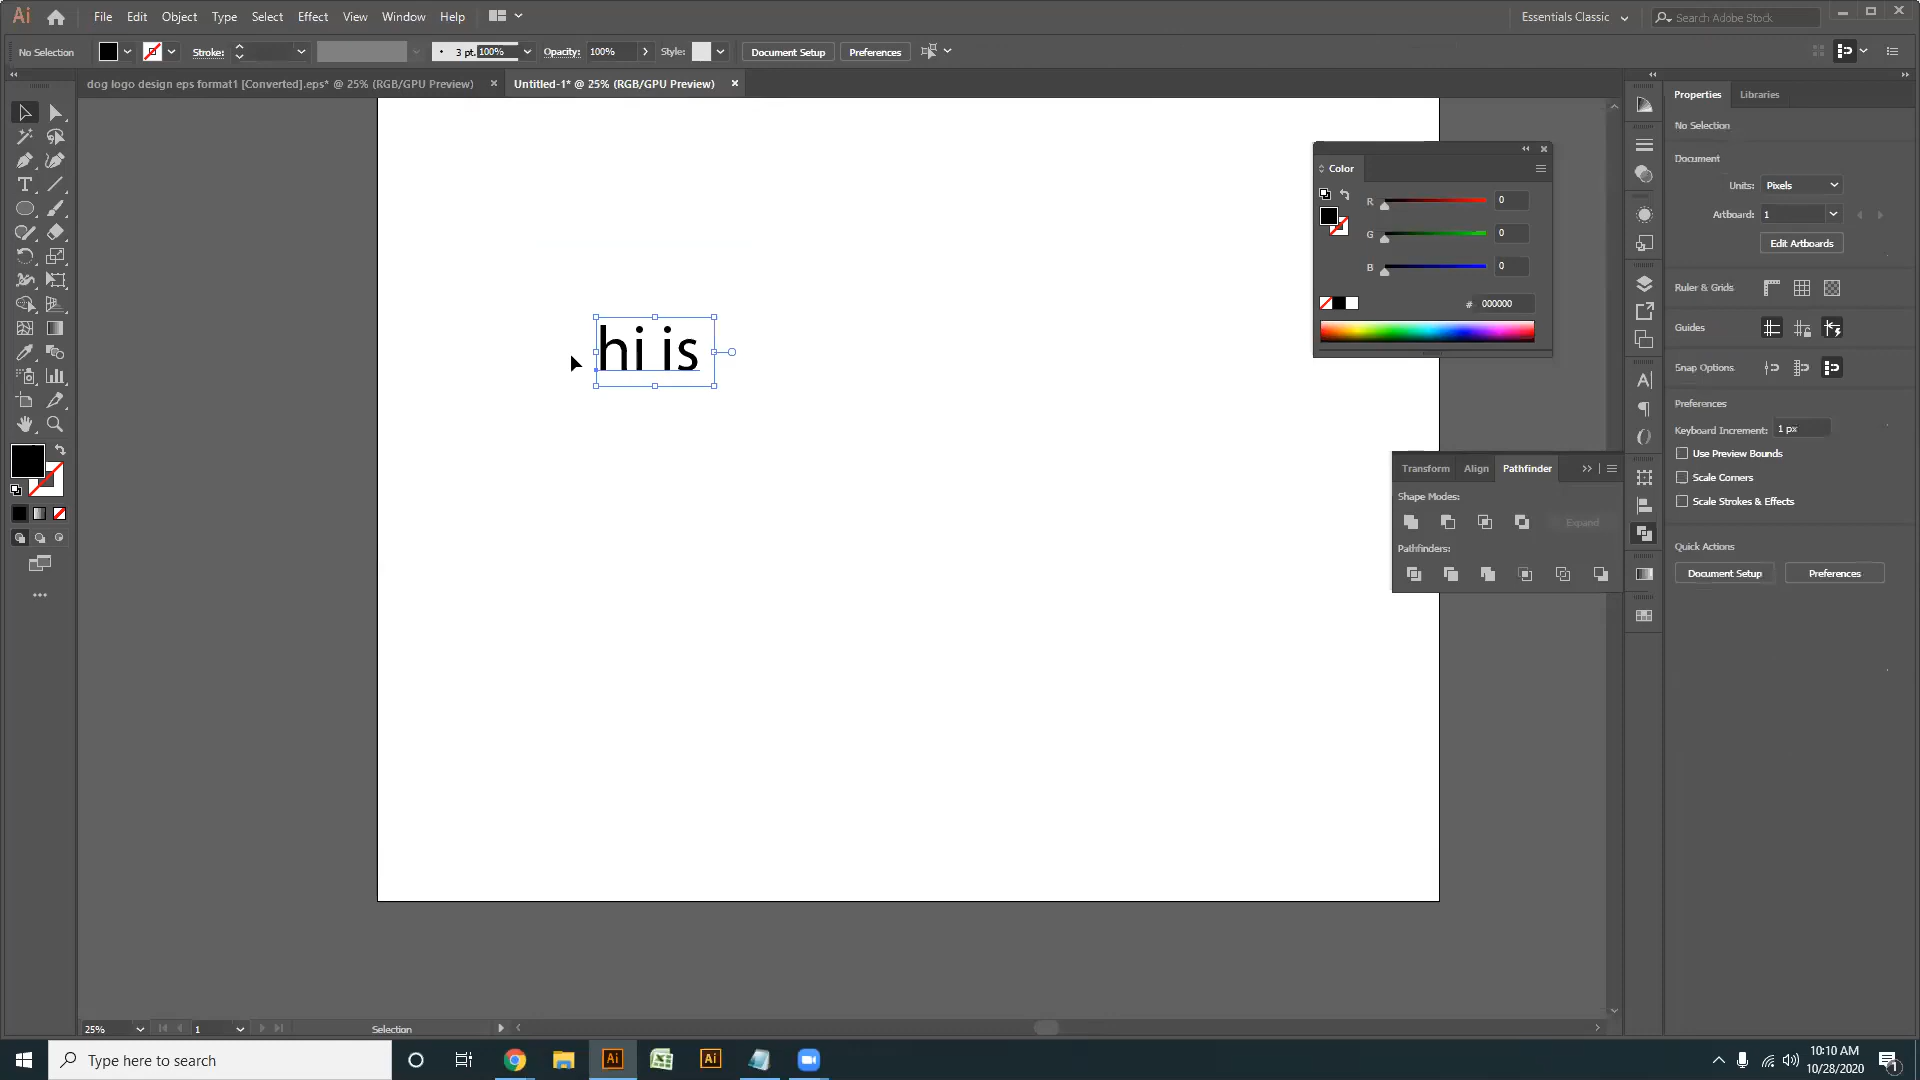 Ai File Edit Object Type Select Effect View Window Help Essentials Classic Search Adobe Stock
No Selection Stroke: 3 pt. 100% Opacity: 100% Style: Document Setup Preferences
dog logo design eps format1 [Converted].eps* @ 25% (RGB/GPU Preview) Untitled-1* @ 25% (RGB/GPU Preview)
Properties Libraries
No Selection
Document
Units: Pixels
Artboard: 1
Edit Artboards
Ruler & Grids
Guides
Snap Options
Preferences
Keyboard Increment: 1 px
Use Preview Bounds
Scale Corners
Scale Strokes & Effects
Quick Actions
Document Setup Preferences
Color
R 0
G 0
B 0
# 000000
hi is
Transform Align Pathfinder
Shape Modes:
Expand
Pathfinders:
25% 1 Selection
Type here to search
Ai
Ai
10:10 AM
10/28/2020
1